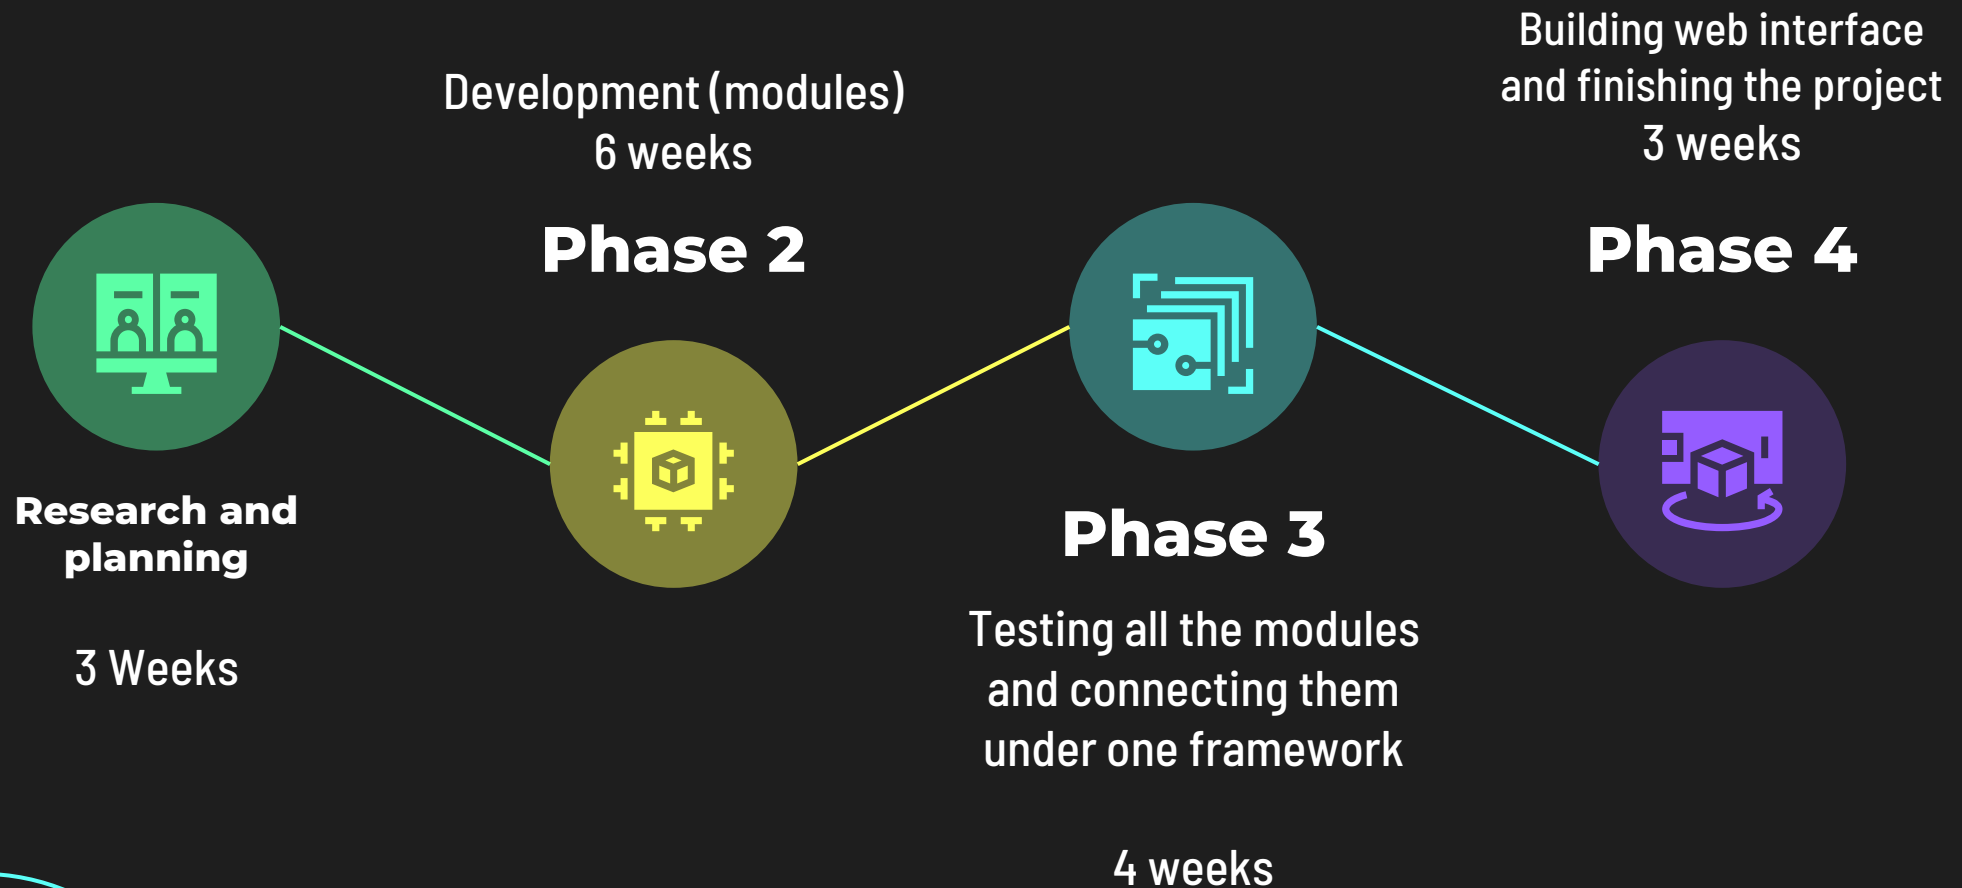 Research and
planning
3 Weeks
Development (modules)
6 weeks
Phase 2
Phase 3
Testing all the modules
and connecting them
under one framework
4 weeks
Building web interface
and finishing the project
3 weeks
Phase 4